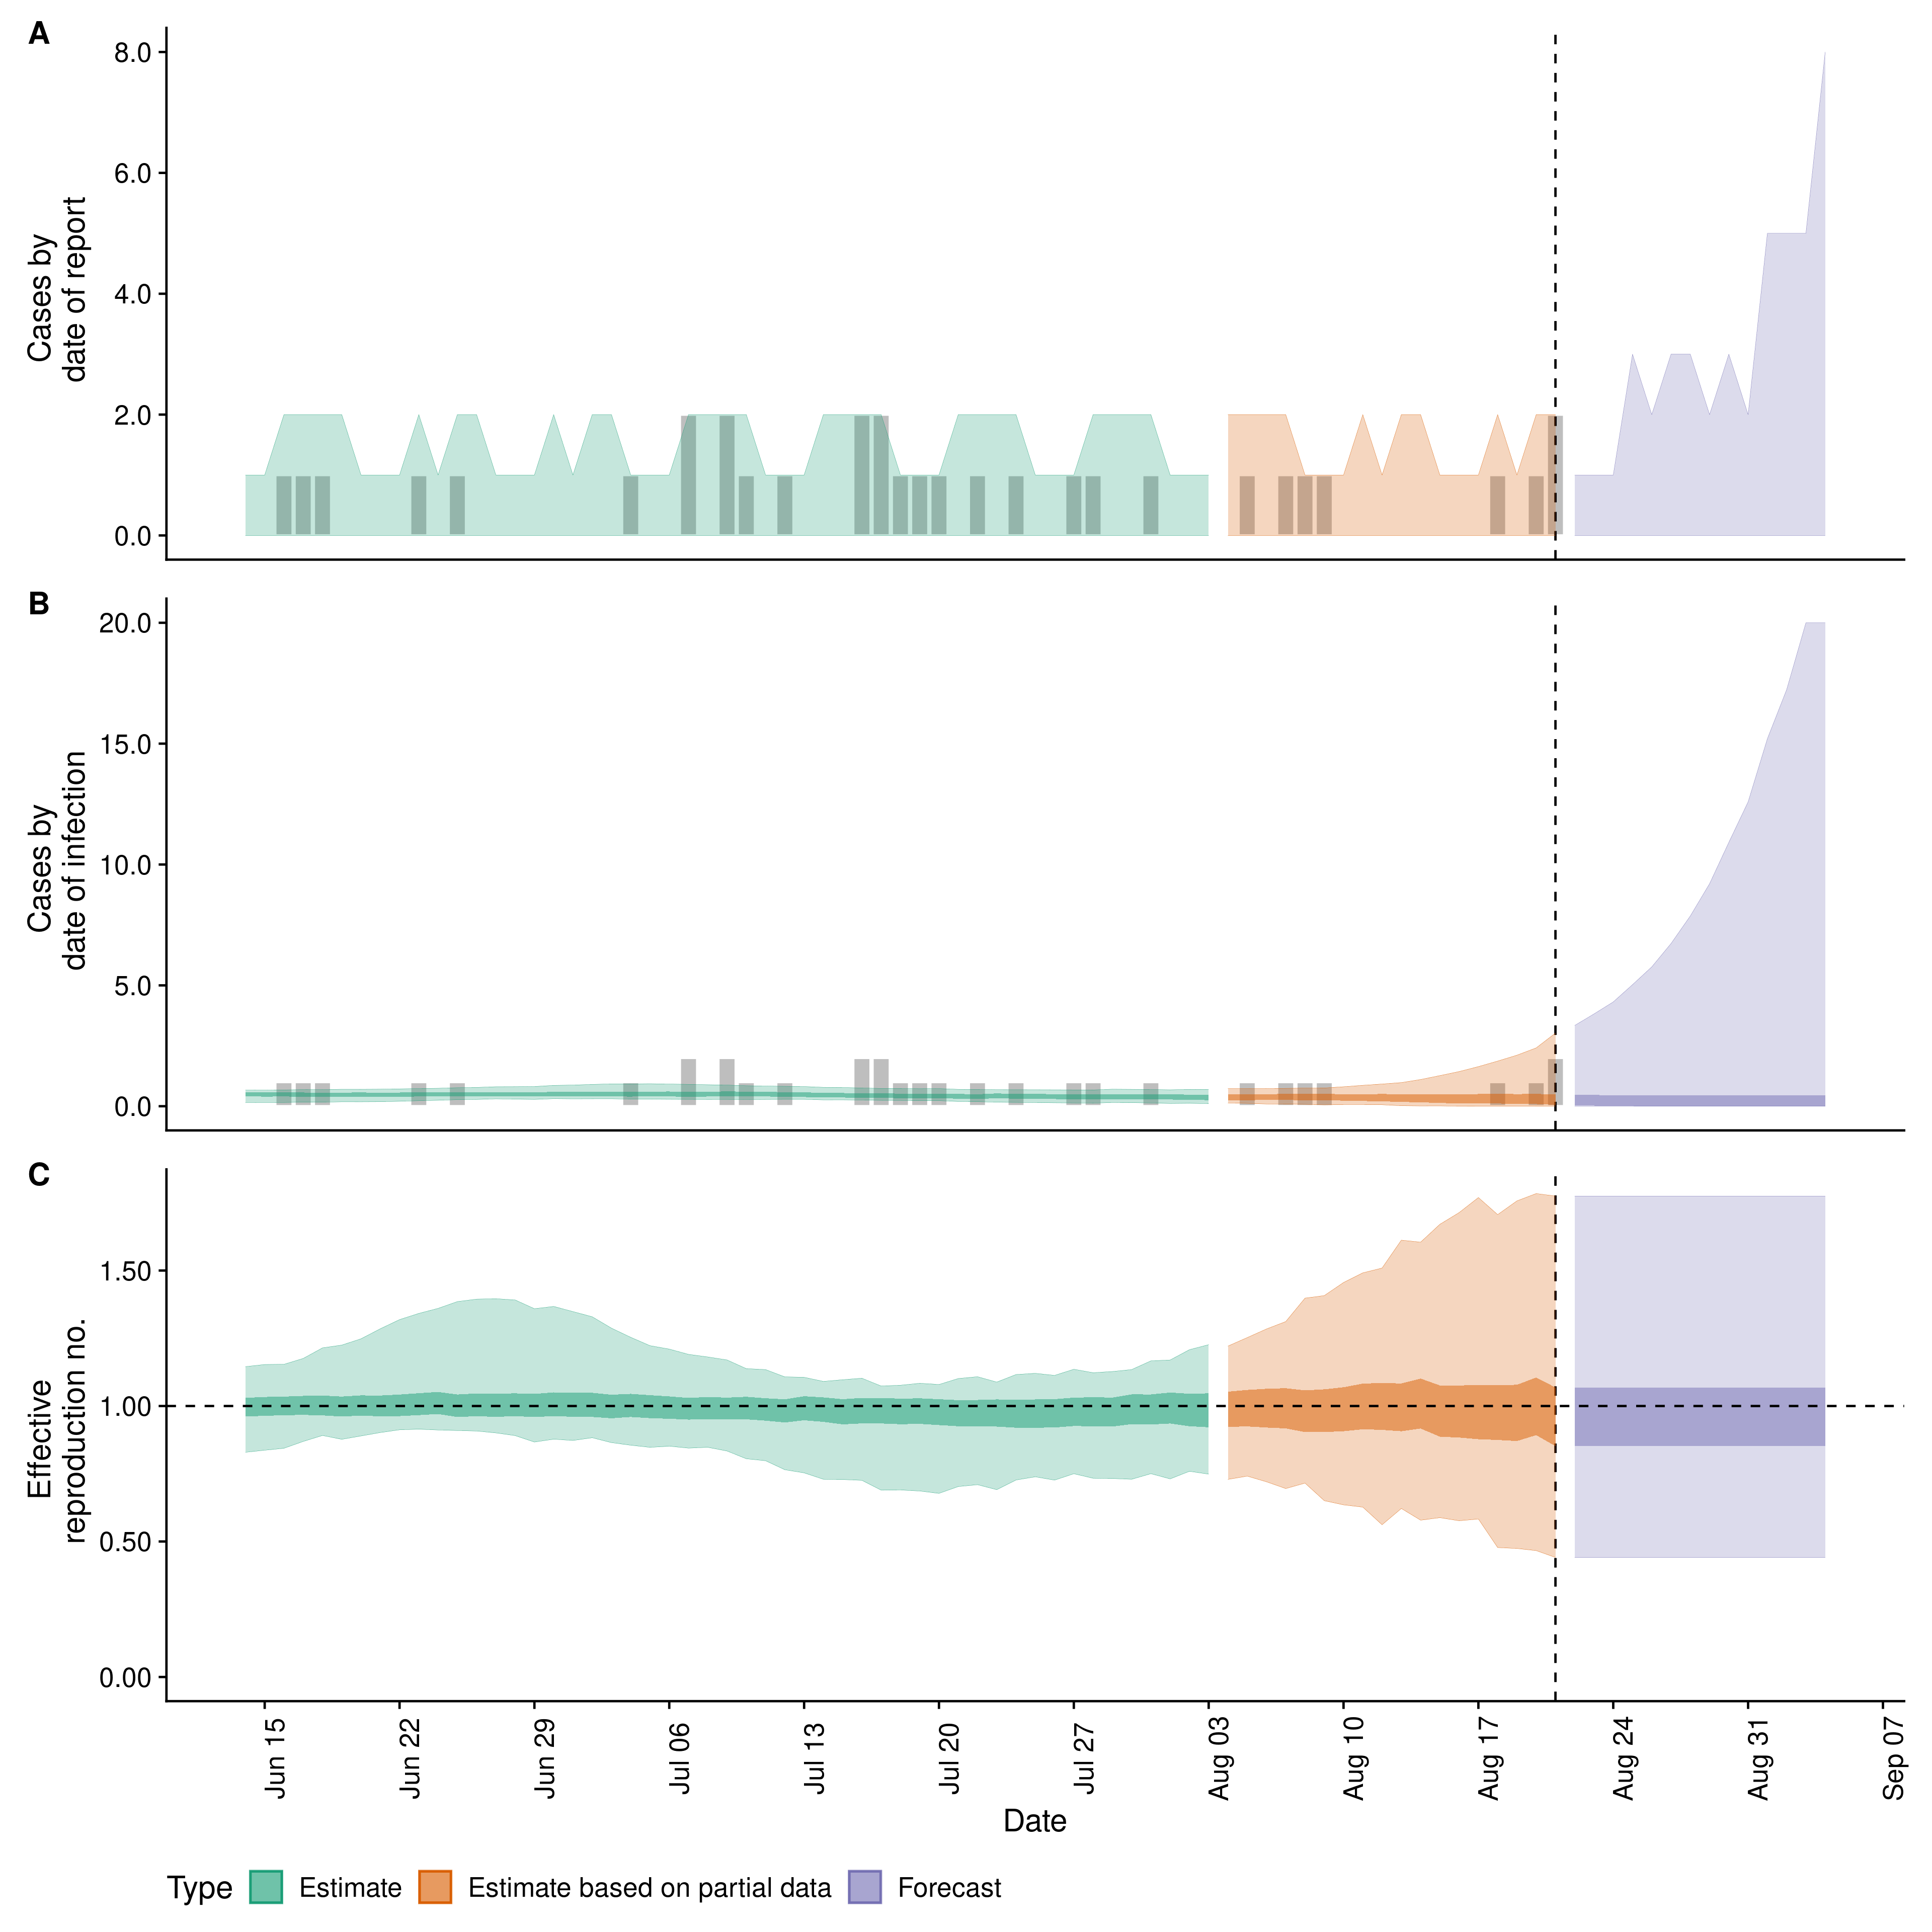 A
8.0
6.0
4.0
2.0
0.0
Cases by
date of report
B
20.0
15.0
10.0
5.0
0.0
Cases by
date of infection
C
1.50
1.00
0.50
0.00
Effective
reproduction no.
Jun 15
Jun 22
Jun 29
Jul 06
Jul 13
Jul 20
Jul 27
Aug 03
Aug 10
Aug 17
Aug 24
Aug 31
Sep 07
Date
Type Estimate Estimate based on partial data Forecast